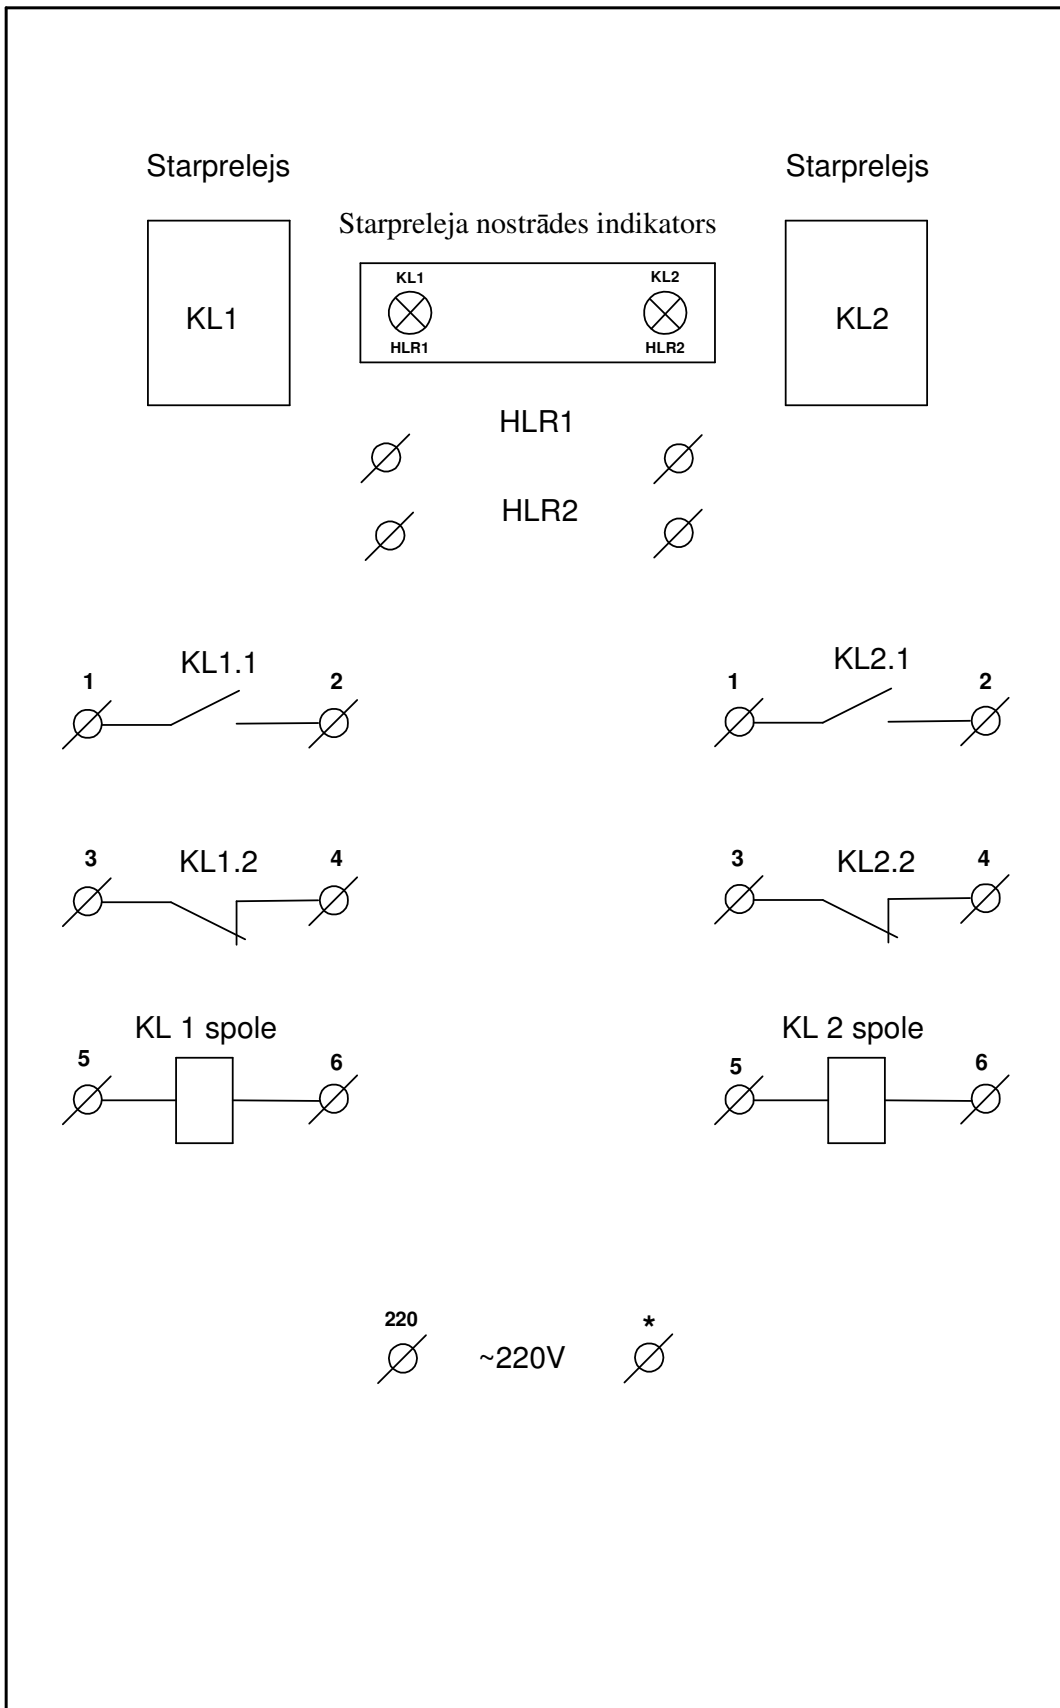 Starprelejs
Starprelejs
Starpreleja nostrādes indikators
KL1
KL2
KL1
KL2
HLR1
HLR2
HLR1
HLR2
KL1.1
KL2.1
1
2
1
2
3
KL1.2
4
3
KL2.2
4
KL 1 spole
KL 2 spole
5
6
5
6
220
*
~220V